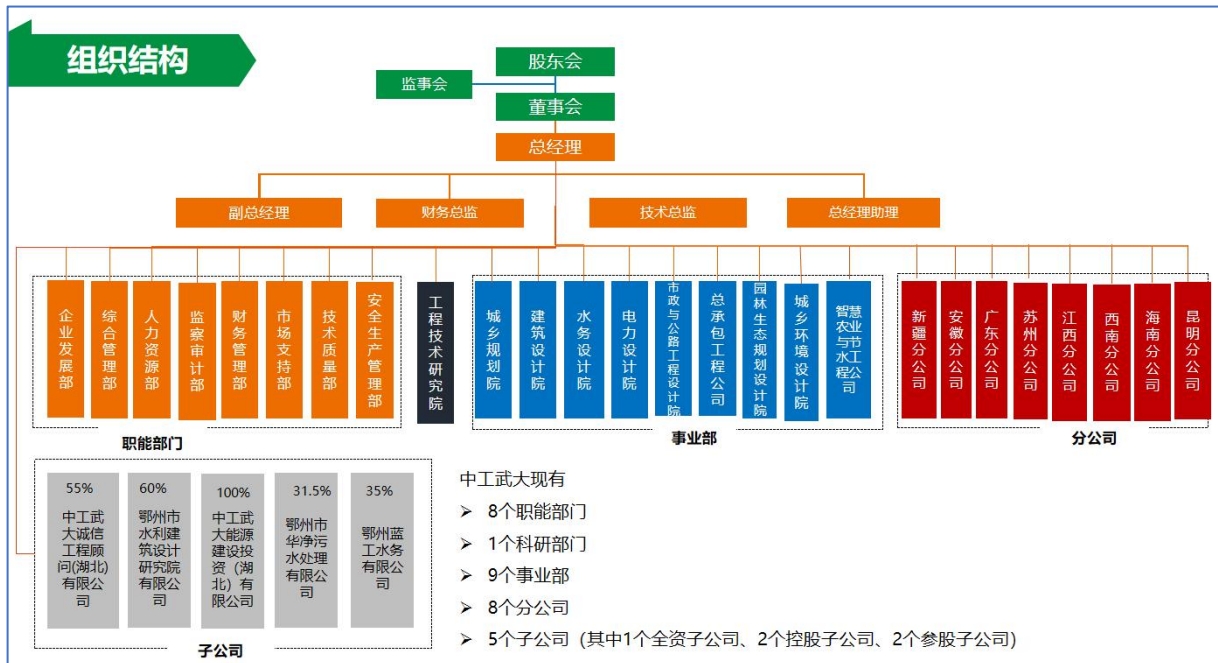 组织结构
股东会
监事会
董事会
总经理
副总经理
财务总监
技术总监
总经理助理
企业发展部
综合管理部
人力资源部
监察审计部
财务管理部
市场支持部
技术质量部
安全生产管理部
工程技术研究院
城乡规划院
建筑设计院
水务设计院
电力设计院
市政与公路工程设计院
总承包工程公司
园林生态规划设计院
城乡环境设计院
智慧农业与节水工程公司
新疆分公司
安徽分公司
广东分公司
苏州分公司
江西分公司
西南分公司
海南分公司
昆明分公司
职能部门
事业部
分公司
55%
中工武
大诚信
工程顾
问(湖北)
有限公
司
60%
鄂州市
水利建
筑设计
研究院
有限公
司
100%
中工武
大能源
建设投
资（湖
北）有
限公司
31.5%
鄂州市
华净污
水处理
有限公
司
35%
鄂州蓝
工水务
有限公
司
子公司
中工武大现有
➢ 8个职能部门
➢ 1个科研部门
➢ 9个事业部
➢ 8个分公司
➢ 5个子公司（其中1个全资子公司、2个控股子公司、2个参股子公司）